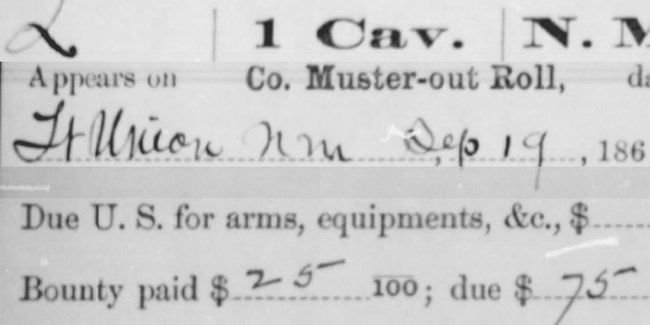 L 1 Cav. N. M
Appears on Co. Muster-out Roll, da
Ft Union N M Sep 19, 186
Due U. S. for arms, equipments, &c., $
Bounty paid $ 25 100; due $ 75